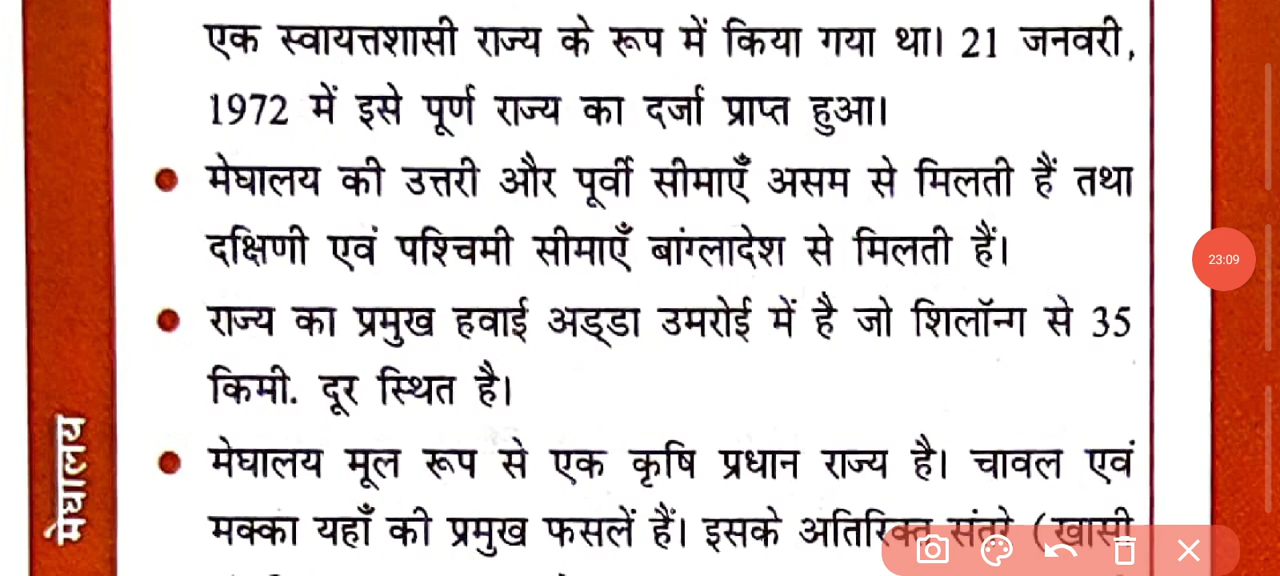 एक स्वायत्तशासी राज्य के रूप में किया गया था। 21 जनवरी,
1972 में इसे पूर्ण राज्य का दर्जा प्राप्त हुआ।
● मेघालय की उत्तरी और पूर्वी सीमाएँ असम से मिलती हैं तथा
दक्षिणी एवं पश्चिमी सीमाएँ बांग्लादेश से मिलती हैं।
● राज्य का प्रमुख हवाई अड्डा उमरोई में है जो शिलॉन्ग से 35
किमी. दूर स्थित है।
● मेघालय मूल रूप से एक कृषि प्रधान राज्य है। चावल एवं
मक्का यहाँ की प्रमुख फसलें हैं। इसके अतिरिक्त संतरे (खासी
मेघालय
23:09